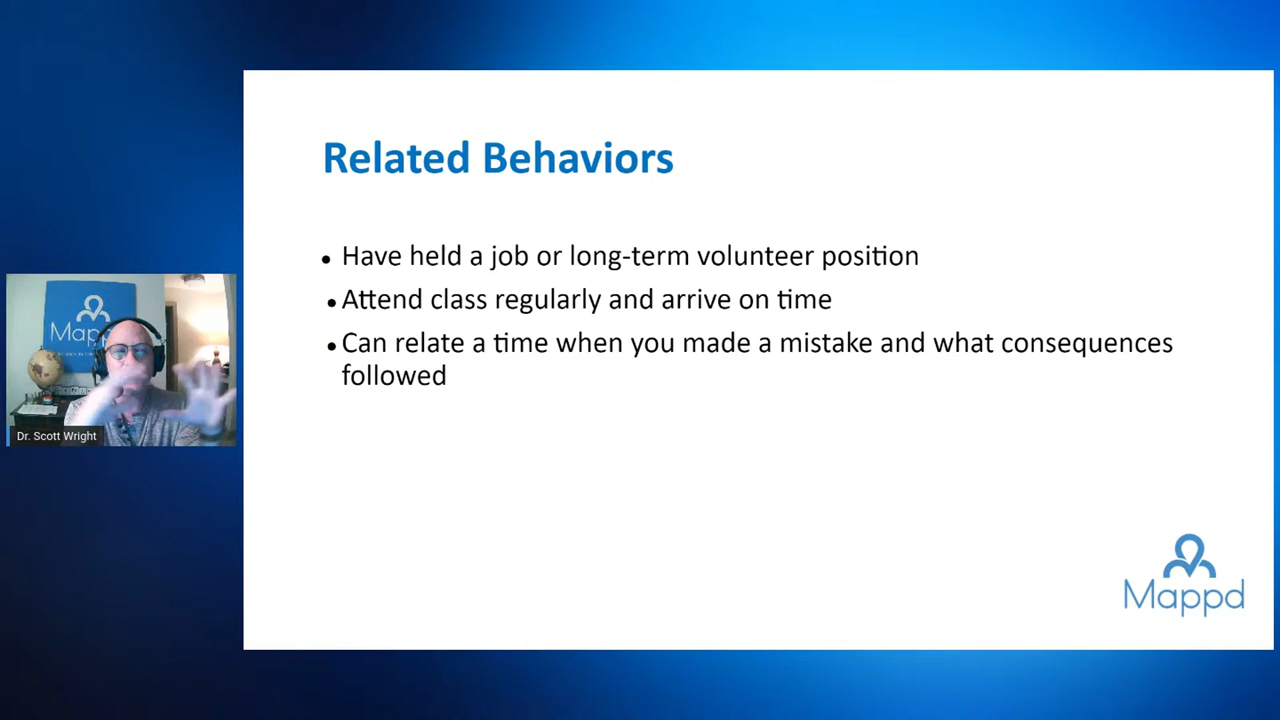 Related Behaviors
• Have held a job or long-term volunteer position
• Attend class regularly and arrive on time
• Can relate a time when you made a mistake and what consequences
followed
Mappd
Dr. Scott Wright
Mappd